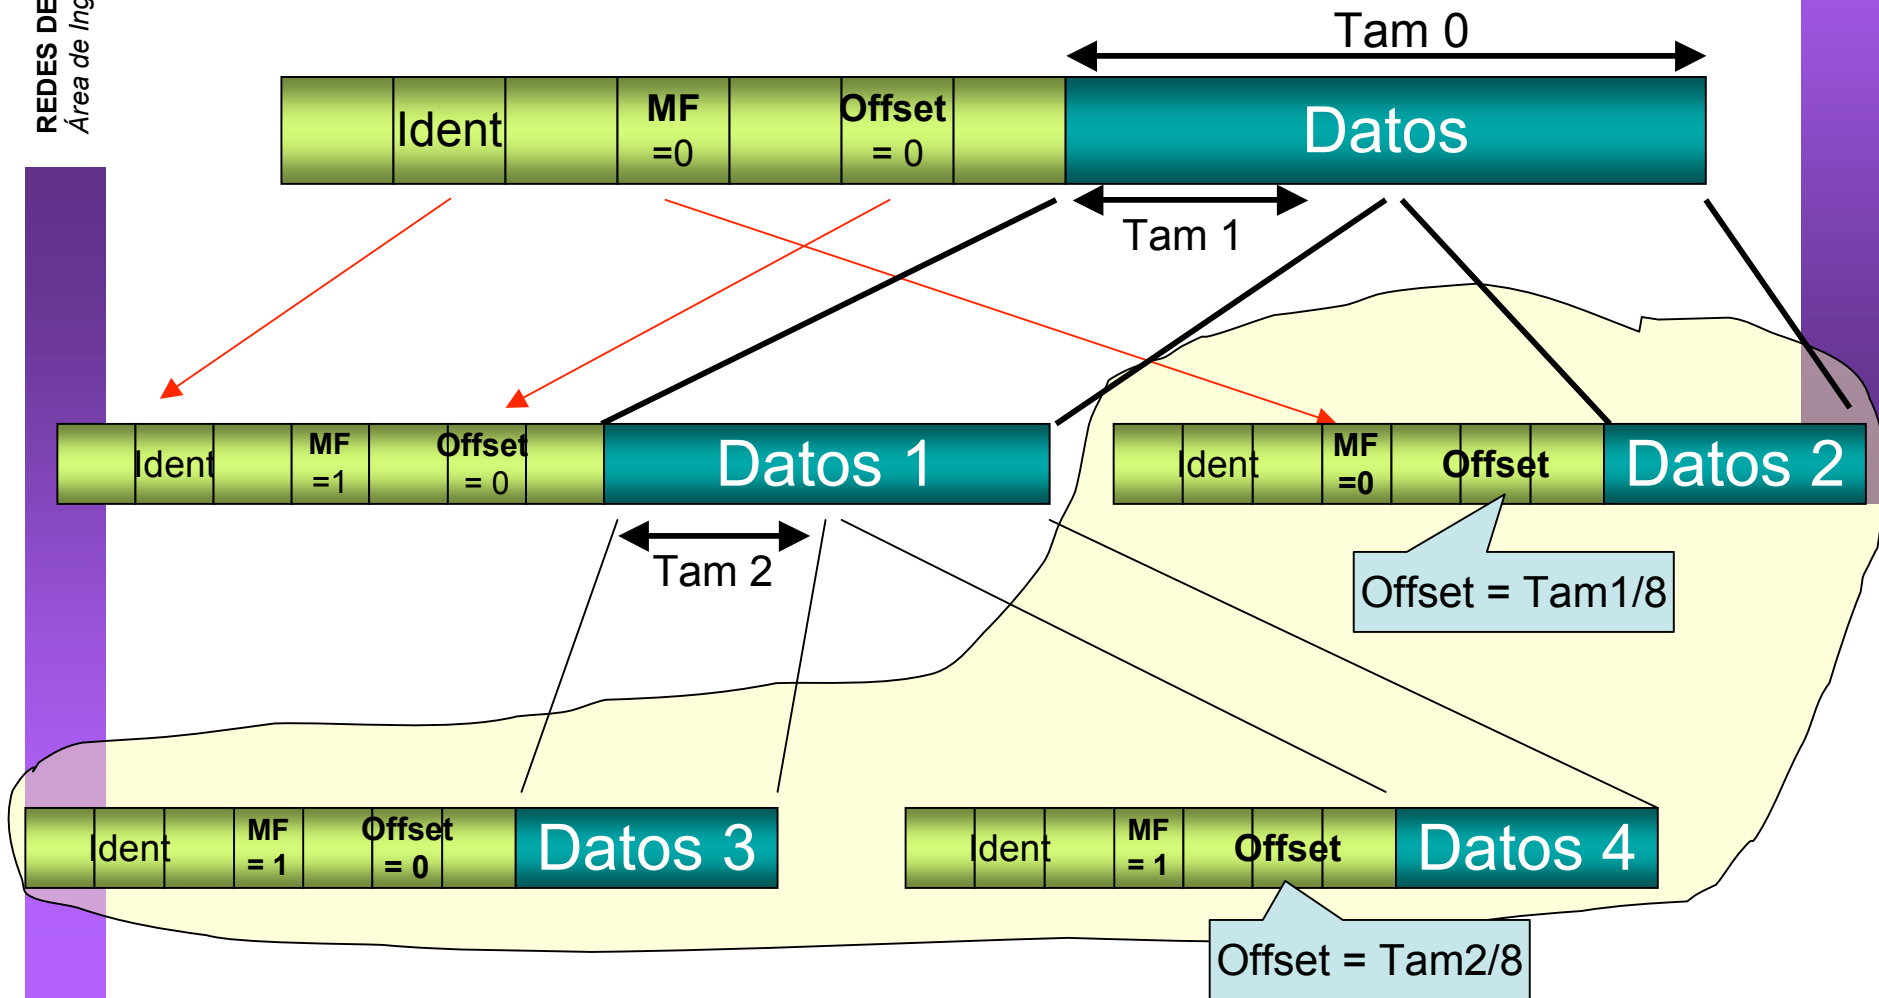 REDES DE
Área de Ing
Tam 0
Ident
MF
=0
Offset
= 0
Datos
Tam 1
Ident
MF
=1
Offset
= 0
Datos 1
Ident
MF
=0
Offset
Datos 2
Tam 2
Offset = Tam1/8
Ident
MF
= 1
Offset
= 0
Datos 3
Ident
MF
= 1
Offset
Datos 4
Offset = Tam2/8